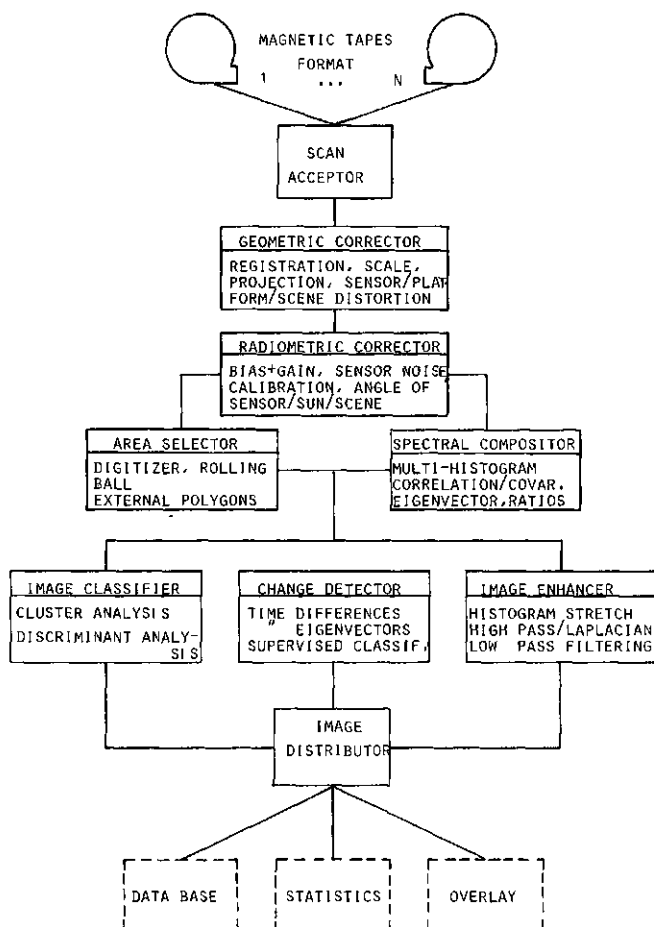 MAGNETIC TAPES
FORMAT
1 ... N
SCAN
ACCEPTOR
GEOMETRIC CORRECTOR
REGISTRATION, SCALE,
PROJECTION, SENSOR/PLAT
FORM/SCENE DISTORTION
RADIOMETRIC CORRECTOR
BIAS+GAIN, SENSOR NOISE
CALIBRATION, ANGLE OF
SENSOR/SUN/SCENE
AREA SELECTOR
DIGITIZER, ROLLING
BALL
EXTERNAL POLYGONS
SPECTRAL COMPOSITOR
MULTI-HISTOGRAM
CORRELATION/COVAR.
EIGENVECTOR,RATIOS
IMAGE CLASSIFIER
CLUSTER ANALYSIS
DISCRIMINANT ANALY-
SIS
CHANGE DETECTOR
TIME DIFFERENCES
" EIGENVECTORS
SUPERVISED CLASSIF.
IMAGE ENHANCER
HISTOGRAM STRETCH
HIGH PASS/LAPLACIAN
LOW PASS FILTERING
IMAGE
DISTRIBUTOR
DATA BASE
STATISTICS
OVERLAY